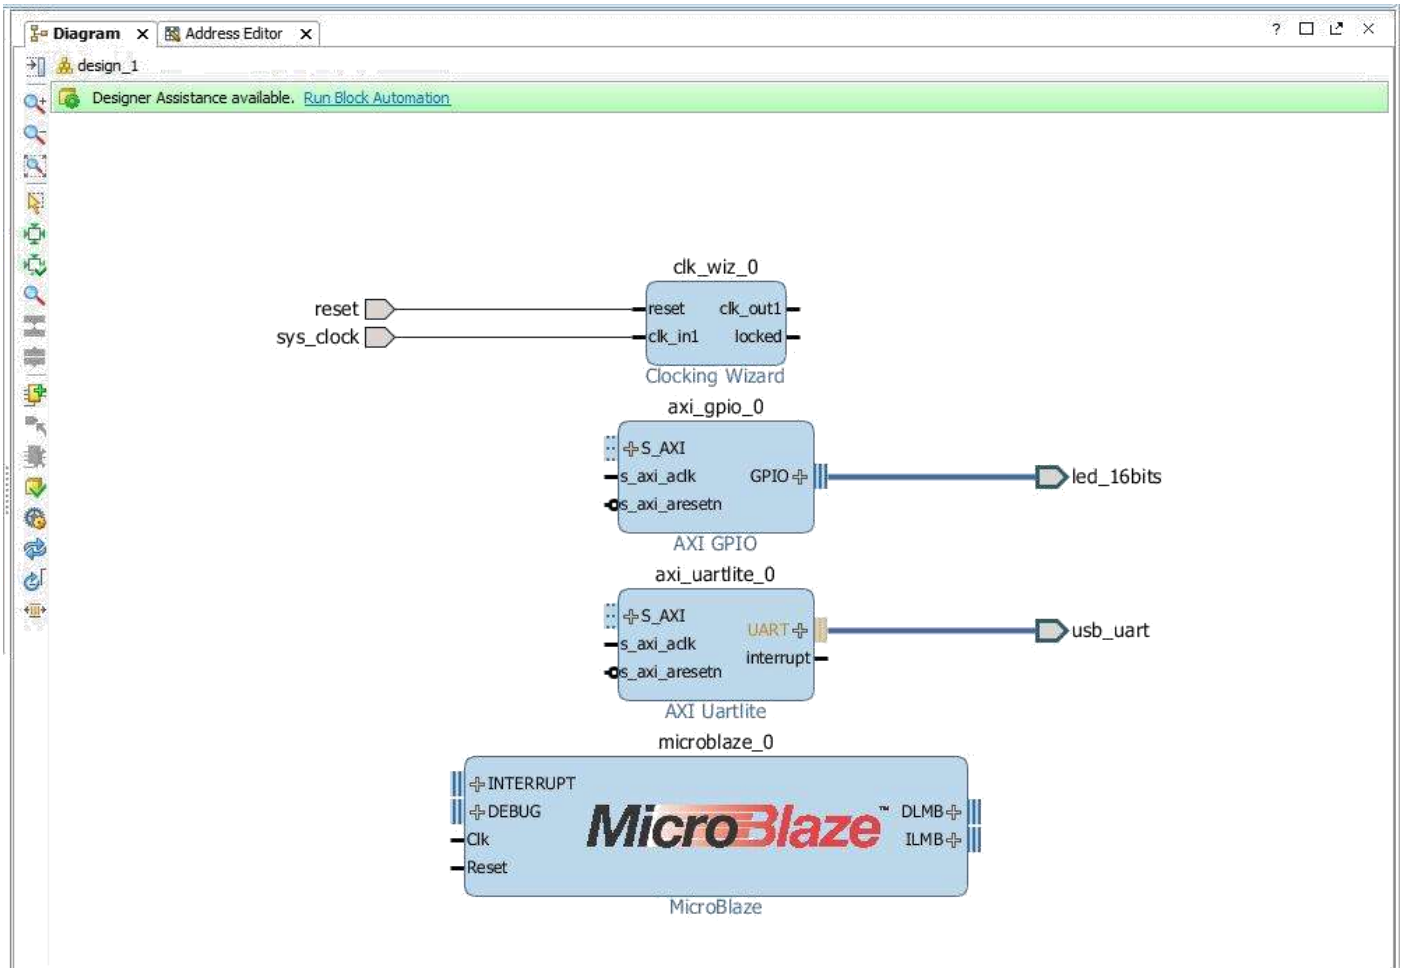 Diagram × Address Editor ×
?
design_1
Designer Assistance available. Run Block Automation
clk_wiz_0
reset reset clk_out1
sys_clock clk_in1 locked
Clocking Wizard
axi_gpio_0
S_AXI
s_axi_aclk GPIO led_16bits
s_axi_aresetn
AXI GPIO
axi_uartlite_0
S_AXI
UART usb_uart
s_axi_aclk
interrupt
s_axi_aresetn
AXI Uartlite
microblaze_0
INTERRUPT
DEBUG MicroBlaze™ DLMB
Clk ILMB
Reset
MicroBlaze